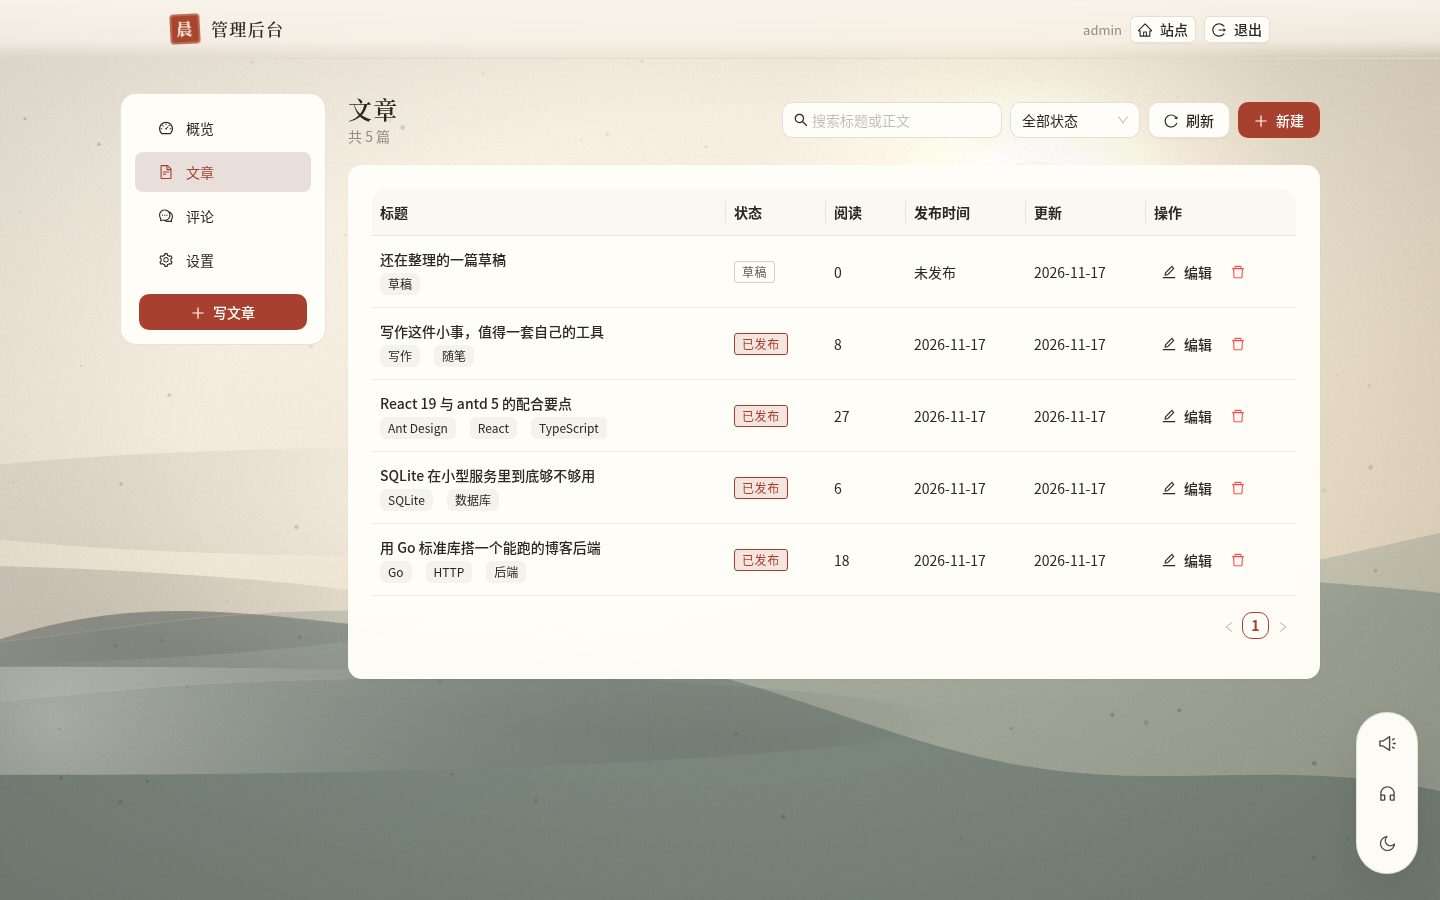 晨 管理后台
admin 站点 退出
概览
文章
评论
设置
写文章
文章
共 5 篇
搜索标题或正文 全部状态 刷新 新建
标题 状态 阅读 发布时间 更新 操作
还在整理的一篇草稿
草稿
草稿 0 未发布 2026-11-17 编辑
写作这件小事，值得一套自己的工具
写作 随笔
已发布 8 2026-11-17 2026-11-17 编辑
React 19 与 antd 5 的配合要点
Ant Design React TypeScript
已发布 27 2026-11-17 2026-11-17 编辑
SQLite 在小型服务里到底够不够用
SQLite 数据库
已发布 6 2026-11-17 2026-11-17 编辑
用 Go 标准库搭一个能跑的博客后端
Go HTTP 后端
已发布 18 2026-11-17 2026-11-17 编辑
1